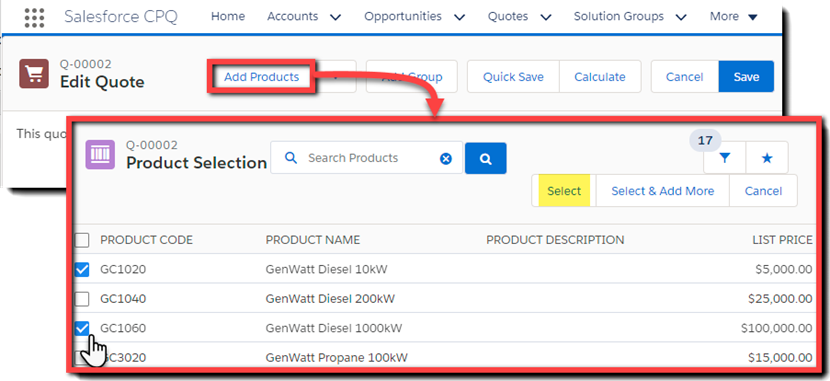 Salesforce CPQ Home Accounts Opportunities Quotes Solution Groups More
Q-00002
Edit Quote
Add Products Add Group Quick Save Calculate Cancel Save
This quo
Q-00002
Product Selection
Search Products
17
Select Select & Add More Cancel
PRODUCT CODE PRODUCT NAME PRODUCT DESCRIPTION LIST PRICE
GC1020 GenWatt Diesel 10kW $5,000.00
GC1040 GenWatt Diesel 200kW $25,000.00
GC1060 GenWatt Diesel 1000kW $100,000.00
GC3020 GenWatt Propane 100kW $15,000.00